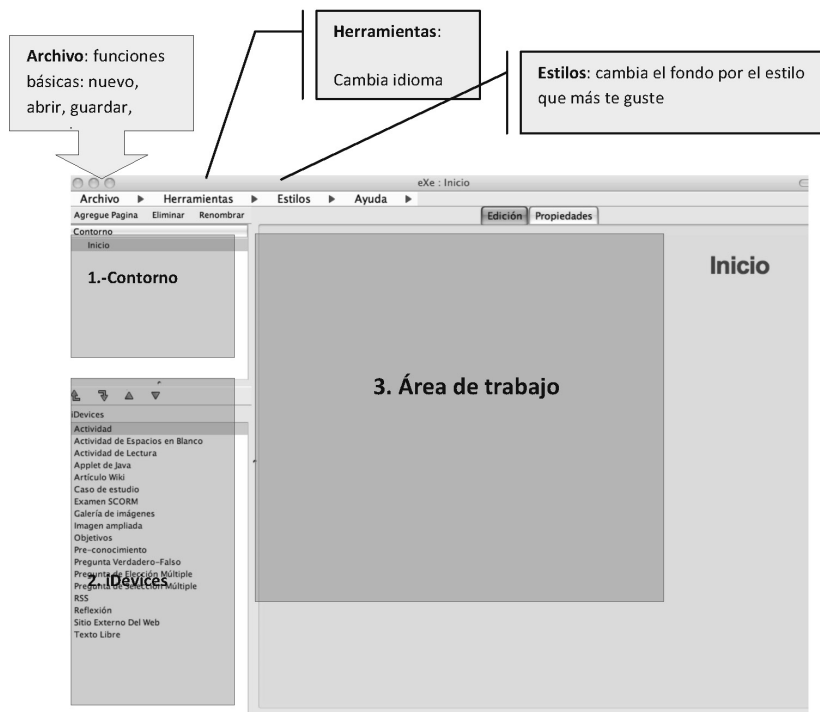 Archivo: funciones
básicas: nuevo,
abrir, guardar,
Herramientas:
Cambia idioma
Estilos: cambia el fondo por el estilo
que más te guste
eXe : Inicio
Archivo
Herramientas
Estilos
Ayuda
Agregue Pagina
Eliminar
Renombrar
Edición
Propiedades
Contorno
Inicio
1.-Contorno
Inicio
3. Área de trabajo
iDevices
Actividad
Actividad de Espacios en Blanco
Actividad de Lectura
Applet de Java
Artículo Wiki
Caso de estudio
Examen SCORM
Galería de imágenes
Imagen ampliada
Objetivos
Pre-conocimiento
Pregunta Verdadero-Falso
Pregunta de Elección Múltiple
2. iDevices
Pregunta de Selección Múltiple
RSS
Reflexión
Sitio Externo Del Web
Texto Libre